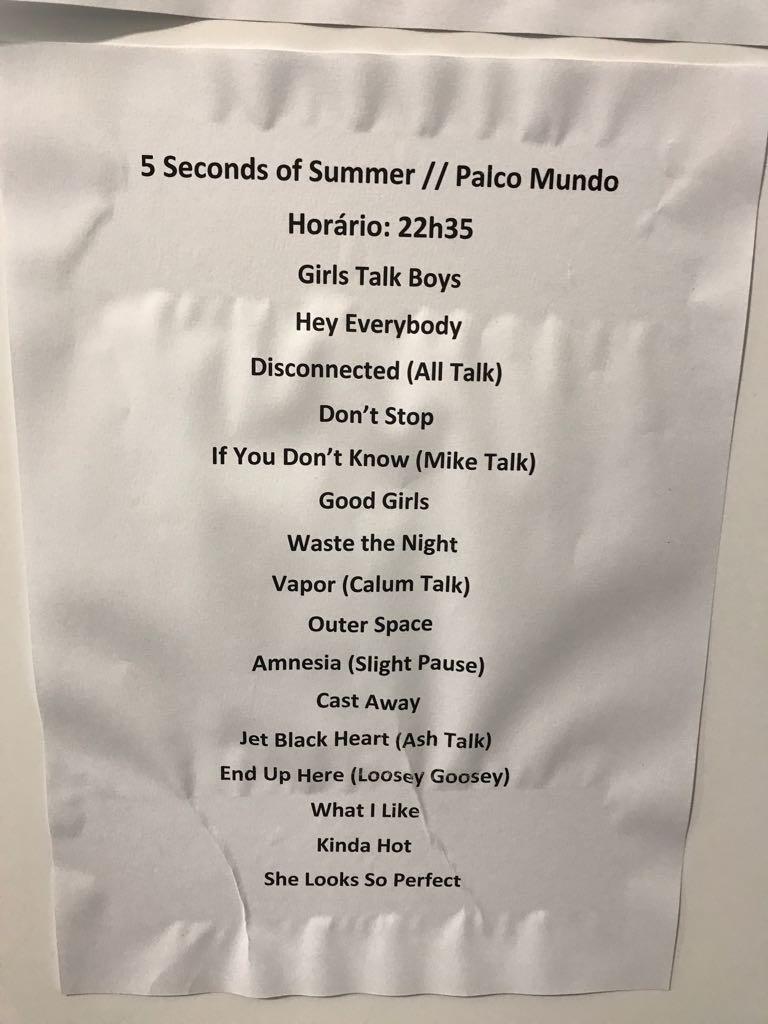 5 Seconds of Summer // Palco Mundo
Horário: 22h35
Girls Talk Boys
Hey Everybody
Disconnected (All Talk)
Don’t Stop
If You Don’t Know (Mike Talk)
Good Girls
Waste the Night
Vapor (Calum Talk)
Outer Space
Amnesia (Slight Pause)
Cast Away
Jet Black Heart (Ash Talk)
End Up Here (Loosey Goosey)
What I Like
Kinda Hot
She Looks So Perfect